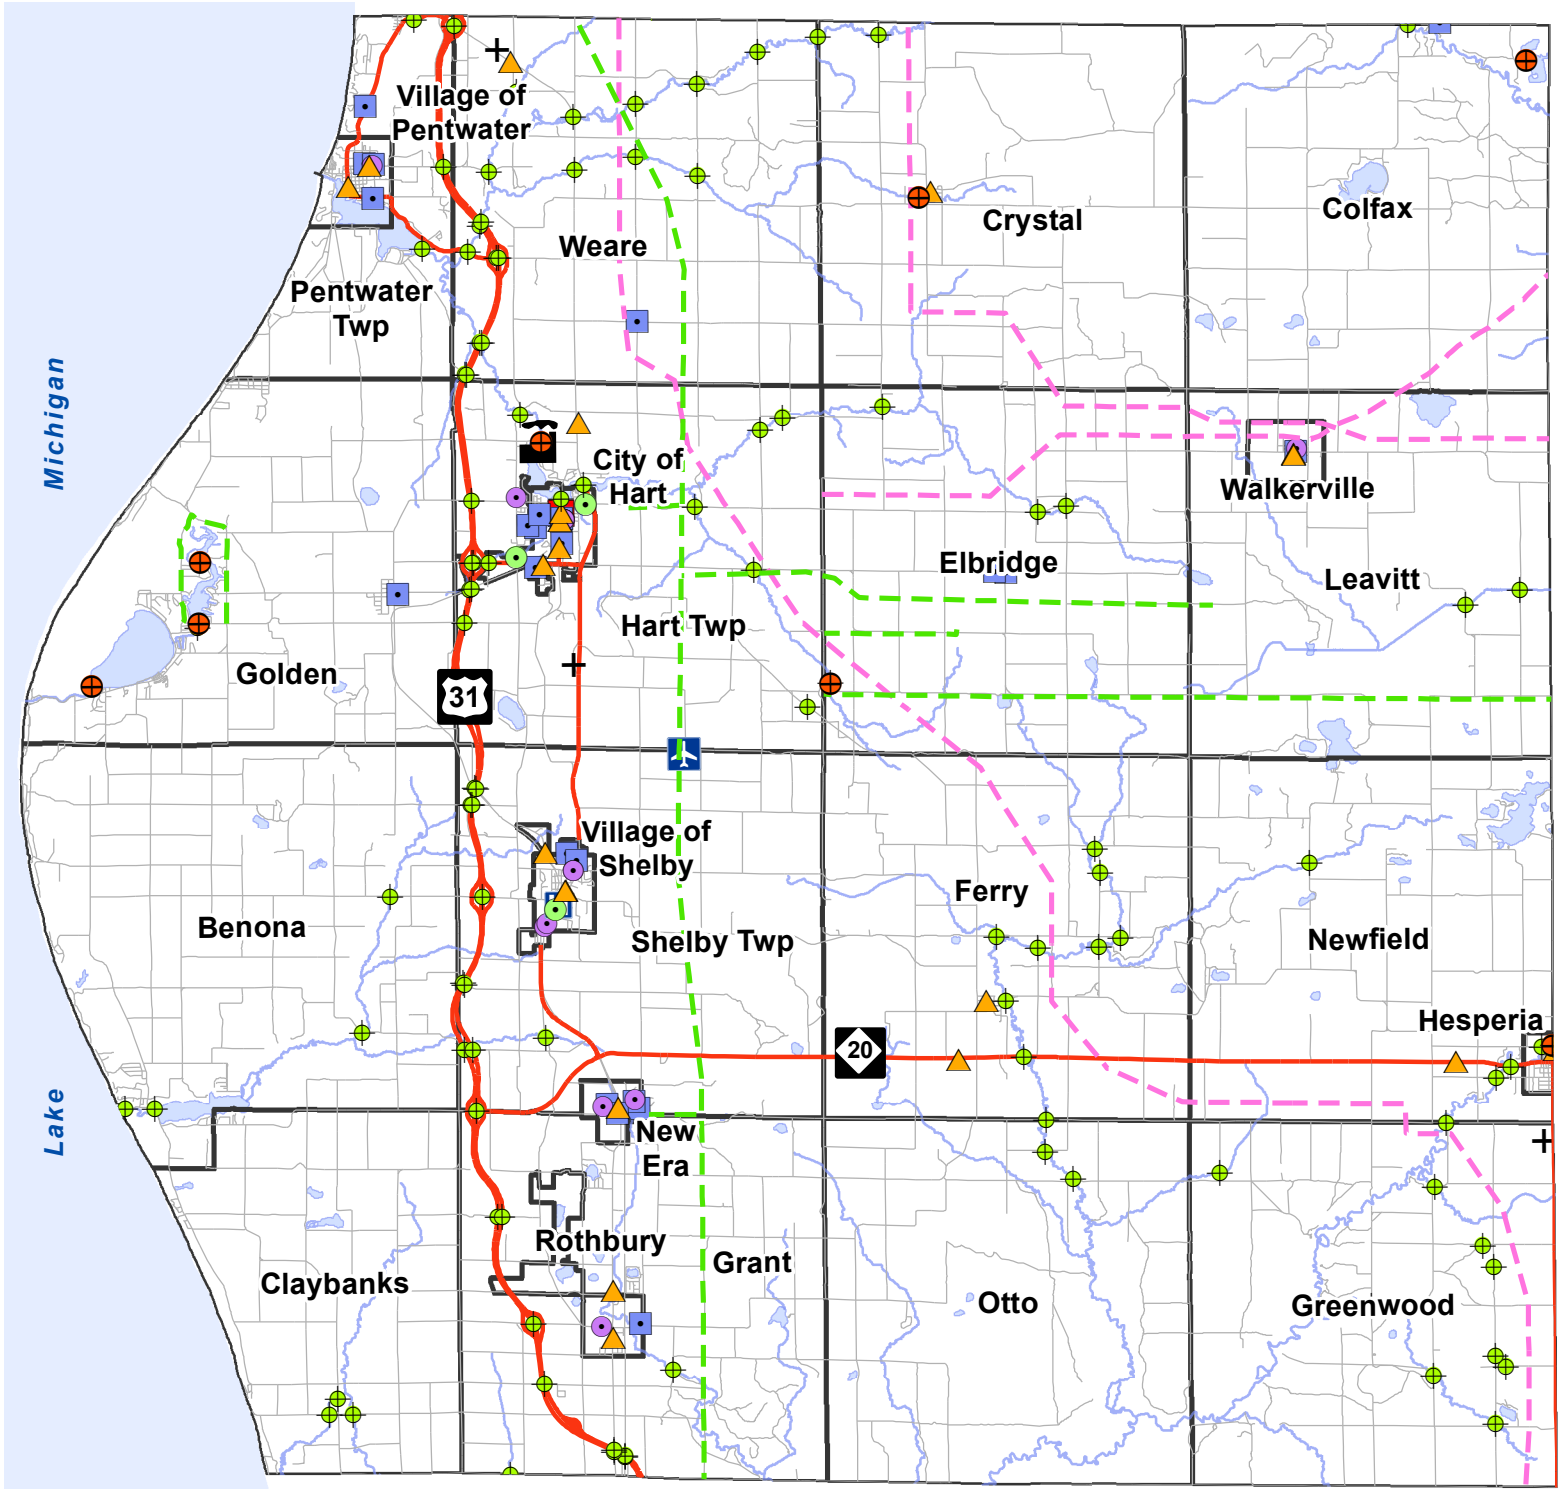 Village of
Pentwater
Weare
Crystal
Colfax
Pentwater
Twp
Michigan
City of
Hart
Walkerville
Elbridge
Leavitt
Hart Twp
Golden
31
Village of
Shelby
Ferry
Benona
Shelby Twp
Newfield
Hesperia
20
Lake
New
Era
Rothbury
Grant
Claybanks
Otto
Greenwood